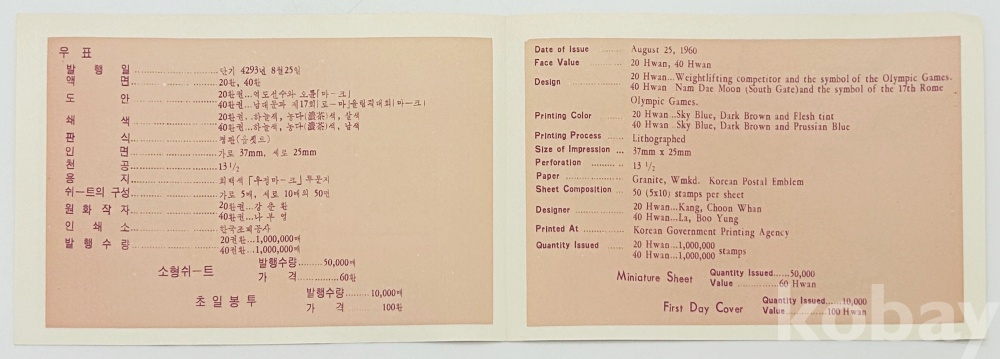 우 표
발 행 일 단기 4293년 8월25일
액 면 20환, 40환
도 안 20환권...역도선수와 오륜「마ー크」
40환권...남대문과 제17회「로ー마」올림픽대회「마ー크」
쇄 색 20환권...하늘색, 농다(濃茶)색, 살색
40환권...하늘색, 농다(濃茶)색, 남색
판 식 평판(옵셋트)
인 면 가로 37mm, 세로 25mm
천 공 13 1/2
용 지 회백색「우정마ー크」투문지
쉬ー트의 구성 가로 5매, 세로 10매의 50면
원 화 작 자 20환권...강 춘 환
40환권...나 부 영
인 쇄 소 한국조폐공사
발 행 수 량 20권환...1,000,000매
40권환...1,000,000매
소형쉬ー트 발행수량.........50,000매
가 격............60환
초 일 봉 투 발행수량.........10,000매
가 격............100환
Date of Issue August 25, 1960
Face Value 20 Hwan, 40 Hwan
Design 20 Hwan...Weightlifting competitor and the symbol of the Olympic Games.
40 Hwan Nam Dae Moon (South Gate)and the symbol of the 17th Rome
Olympic Games.
Printing Color 20 Hwan...Sky Blue, Dark Brown and Flesh tint
40 Hwan Sky Blue, Dark Brown and Prussian Blue
Printing Process Lithographed
Size of Impression ... 37mm x 25mm
Perforation 13 1/2
Paper Granite, Wmkd. Korean Postal Emblem
Sheet Composition 50 (5x10) stamps per sheet
Designer 20 Hwan...Kang, Choon Whan
40 Hwan...La, Boo Yung
Printed At Korean Government Printing Agency
Quantity Issued 20 Hwan...1,000,000
40 Hwan...1,000,000 stamps
Miniature Sheet Quantity Issued......50,000
Value 60 Hwan
First Day Cover Quantity Issued......10,000
Value 100 Hwan
kobay